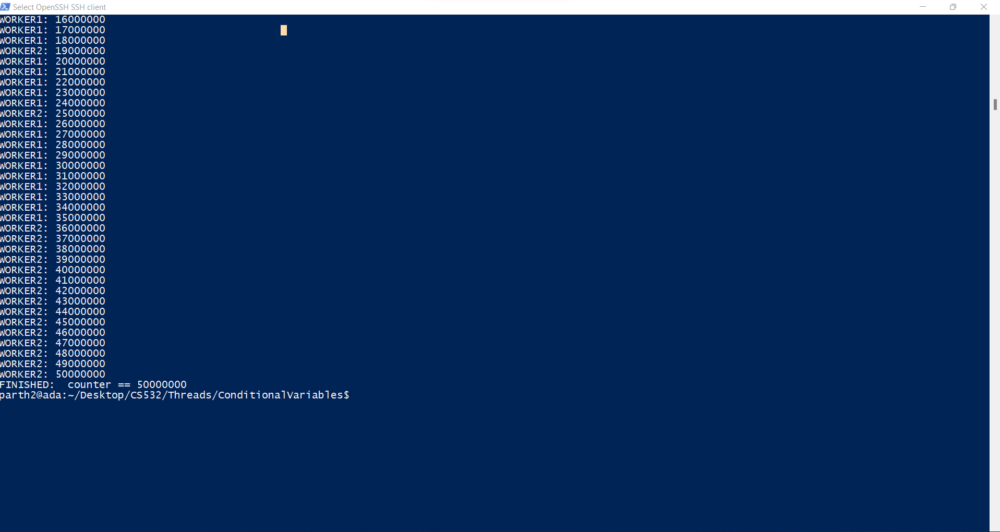 Select OpenSSH SSH client
WORKER1: 16000000
WORKER1: 17000000
WORKER1: 18000000
WORKER2: 19000000
WORKER1: 20000000
WORKER1: 21000000
WORKER1: 22000000
WORKER1: 23000000
WORKER1: 24000000
WORKER2: 25000000
WORKER1: 26000000
WORKER1: 27000000
WORKER1: 28000000
WORKER1: 29000000
WORKER1: 30000000
WORKER1: 31000000
WORKER1: 32000000
WORKER1: 33000000
WORKER1: 34000000
WORKER1: 35000000
WORKER2: 36000000
WORKER2: 37000000
WORKER2: 38000000
WORKER2: 39000000
WORKER2: 40000000
WORKER2: 41000000
WORKER2: 42000000
WORKER2: 43000000
WORKER2: 44000000
WORKER2: 45000000
WORKER2: 46000000
WORKER2: 47000000
WORKER2: 48000000
WORKER2: 49000000
WORKER2: 50000000
FINISHED:  counter == 50000000
parth2@ada:~/Desktop/CS532/Threads/ConditionalVariables$